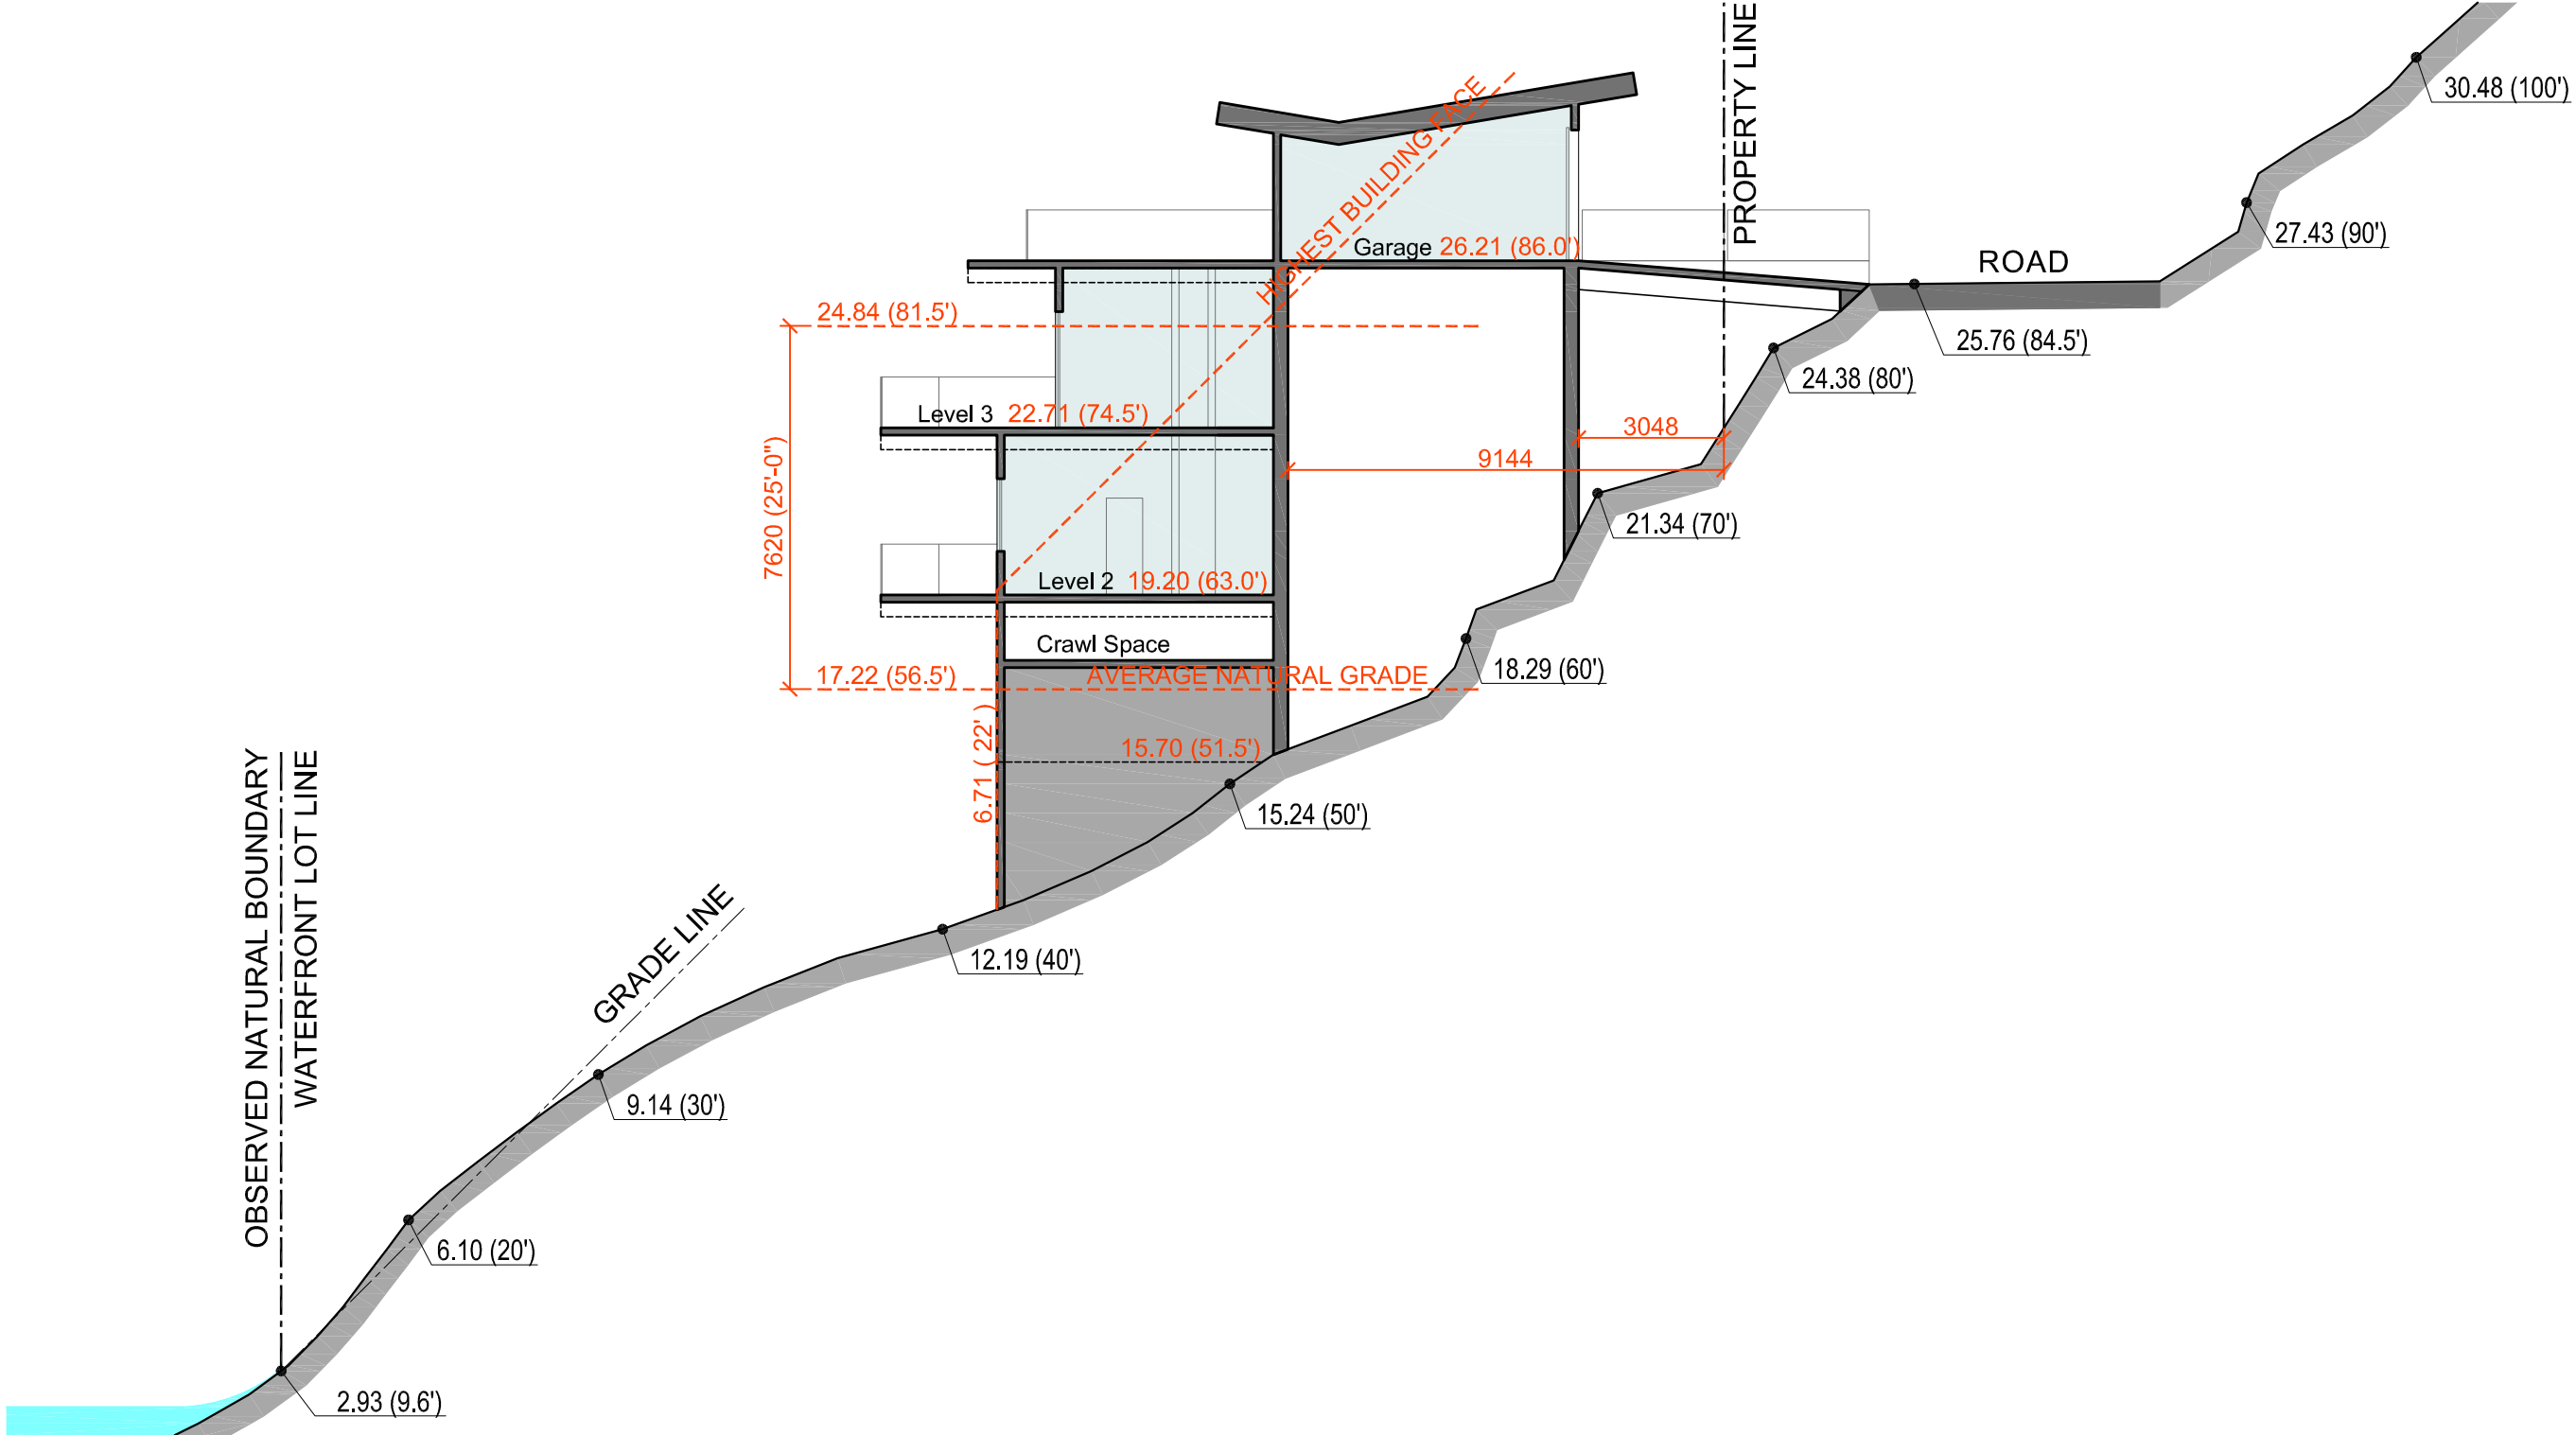 PROPERTY LINE
30.48 (100')
HIGHEST BUILDING FACE
27.43 (90')
Garage 26.21 (86.0')
ROAD
24.84 (81.5')
25.76 (84.5')
24.38 (80')
Level 3 22.71 (74.5')
3048
9144
7620 (25'-0")
21.34 (70')
Level 2 19.20 (63.0')
Crawl Space
18.29 (60')
17.22 (56.5')
AVERAGE NATURAL GRADE
6.71 ( 22' )
15.70 (51.5')
15.24 (50')
OBSERVED NATURAL BOUNDARY
WATERFRONT LOT LINE
GRADE LINE
12.19 (40')
9.14 (30')
6.10 (20')
2.93 (9.6')